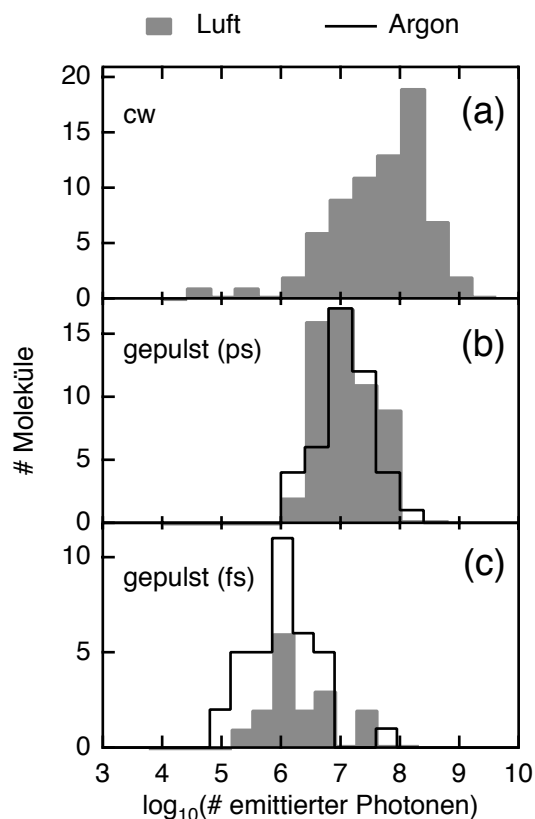 Luft Argon
20
cw (a)
15
10
5
0
gepulst (ps) (b)
15
10
5
0
# Moleküle
gepulst (fs) (c)
10
5
0
3 4 5 6 7 8 9 10
log₁₀(# emittierter Photonen)